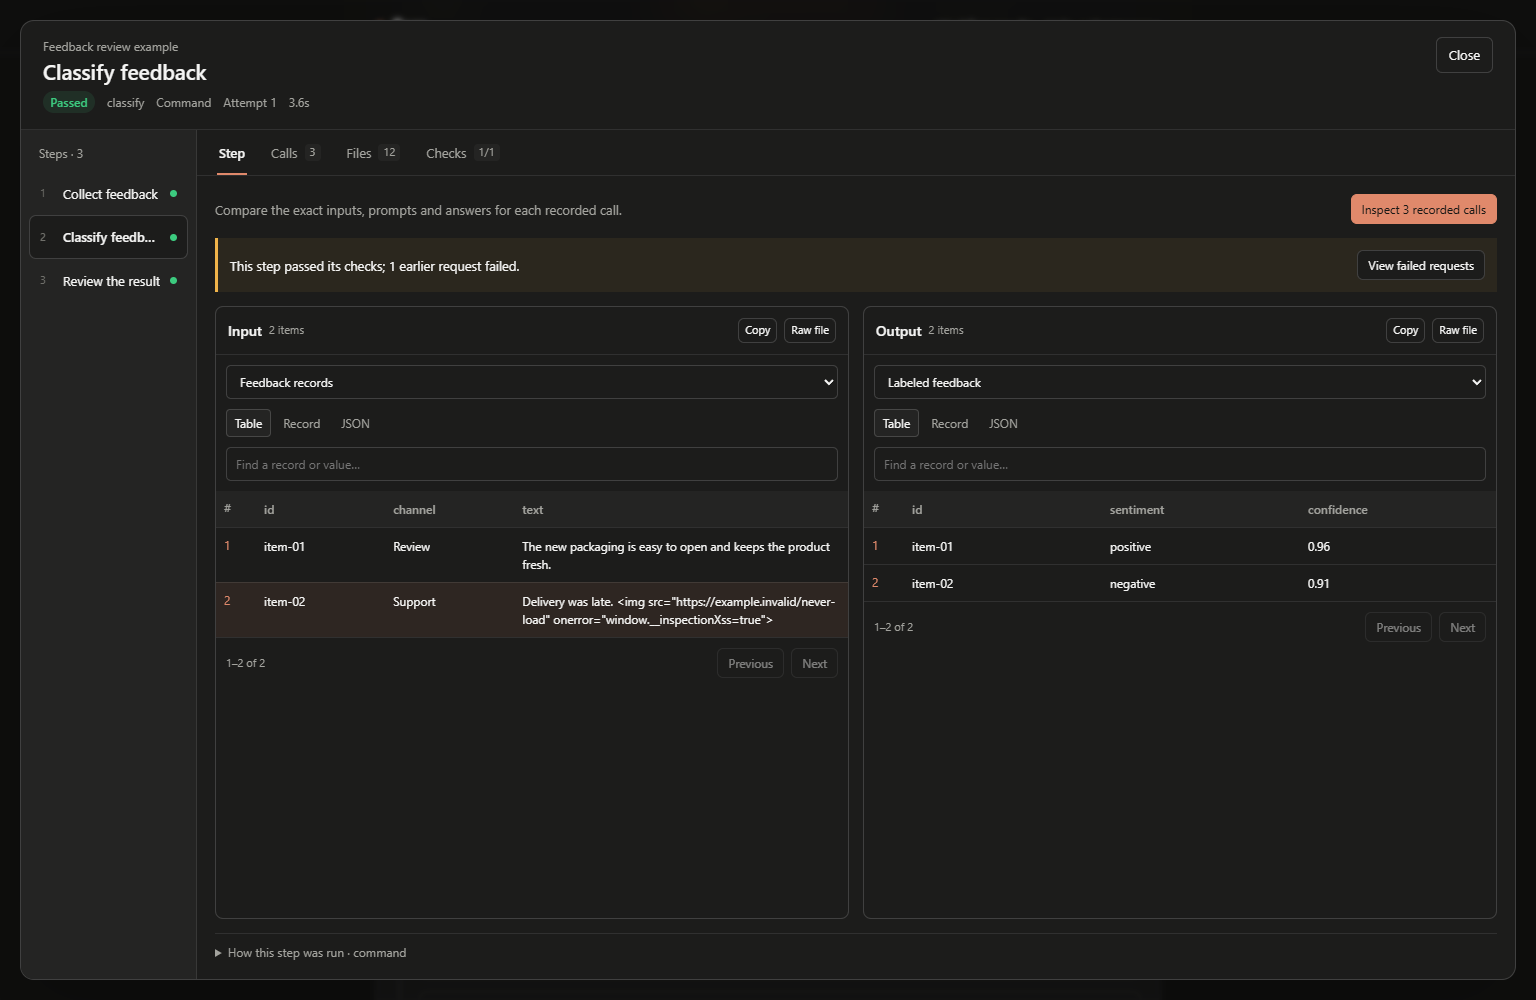 Feedback review example
Classify feedback
Close
Passed classify Command Attempt 1 3.6s
Steps · 3
1 Collect feedback
2 Classify feedb...
3 Review the result
Step Calls 3 Files 12 Checks 1/1
Compare the exact inputs, prompts and answers for each recorded call.
Inspect 3 recorded calls
This step passed its checks; 1 earlier request failed.
View failed requests
Input 2 items Copy Raw file
Feedback records
Table Record JSON
Find a record or value...
# id channel text
1 item-01 Review The new packaging is easy to open and keeps the product
fresh.
2 item-02 Support Delivery was late. <img src="https://example.invalid/never-
load" onerror="window.__inspectionXss=true">
1–2 of 2 Previous Next
Output 2 items Copy Raw file
Labeled feedback
Table Record JSON
Find a record or value...
# id sentiment confidence
1 item-01 positive 0.96
2 item-02 negative 0.91
1–2 of 2 Previous Next
How this step was run · command